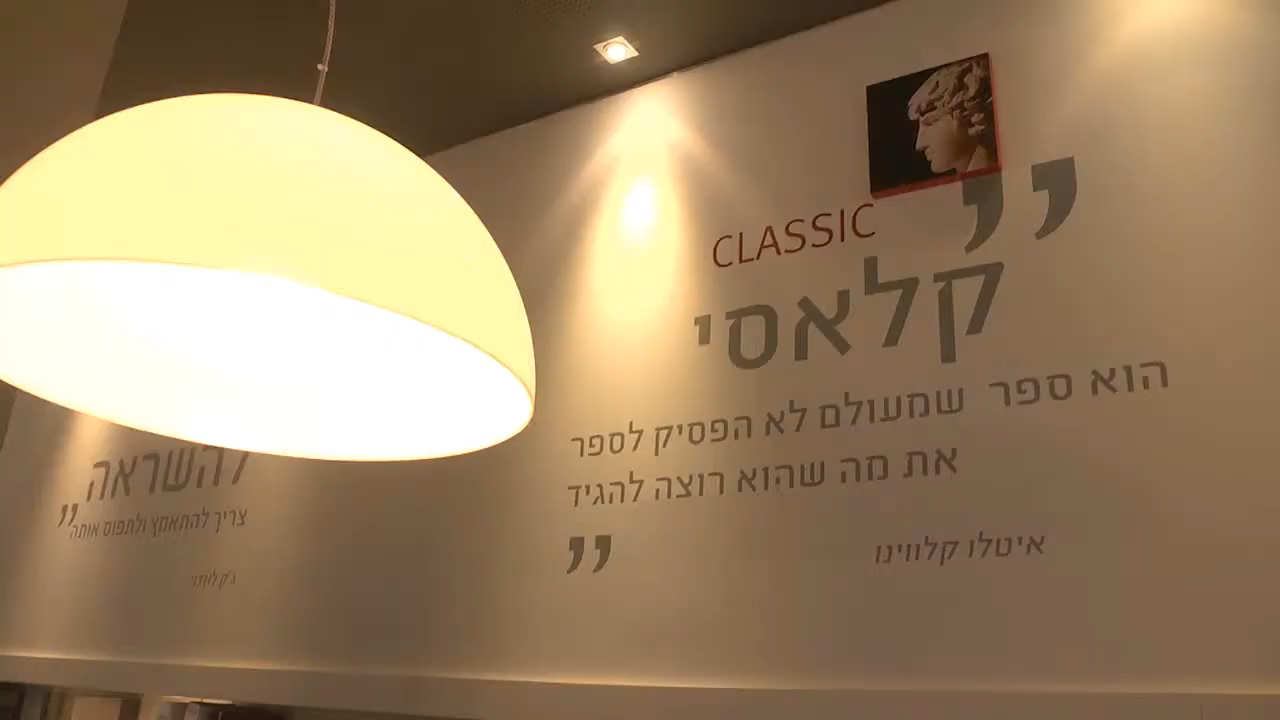 CLASSIC
”
קלאסי
הוא ספר שמעולם לא הפסיק לספר
את מה שהוא רוצה להגיד
”
איטלו קלווינו
להשראה
צריך להתאמץ ולתפוס אותה
”
ג'ק לונדון